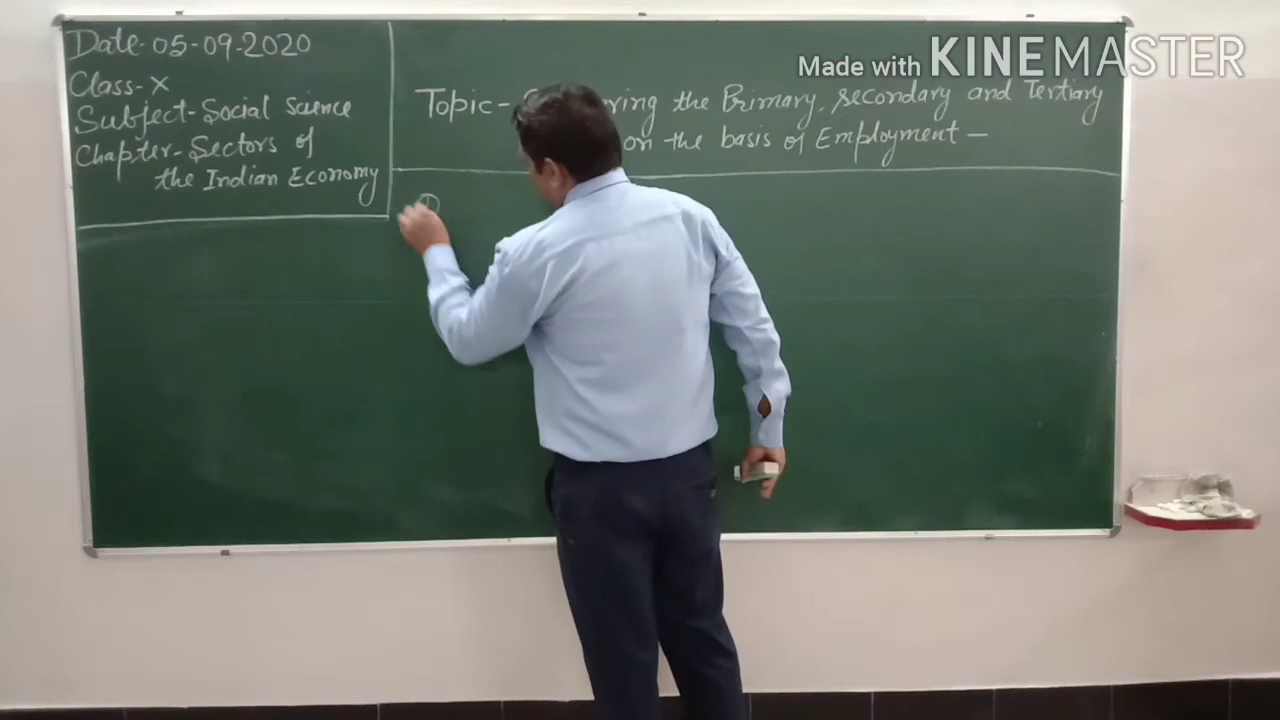 Date-05-09-2020
Class-X
Subject-Social Science
Chapter-Sectors of
the Indian Economy
Made with KINEMASTER
Topic- ring the Primary, Secondary and Tertiary
on the basis of Employment-